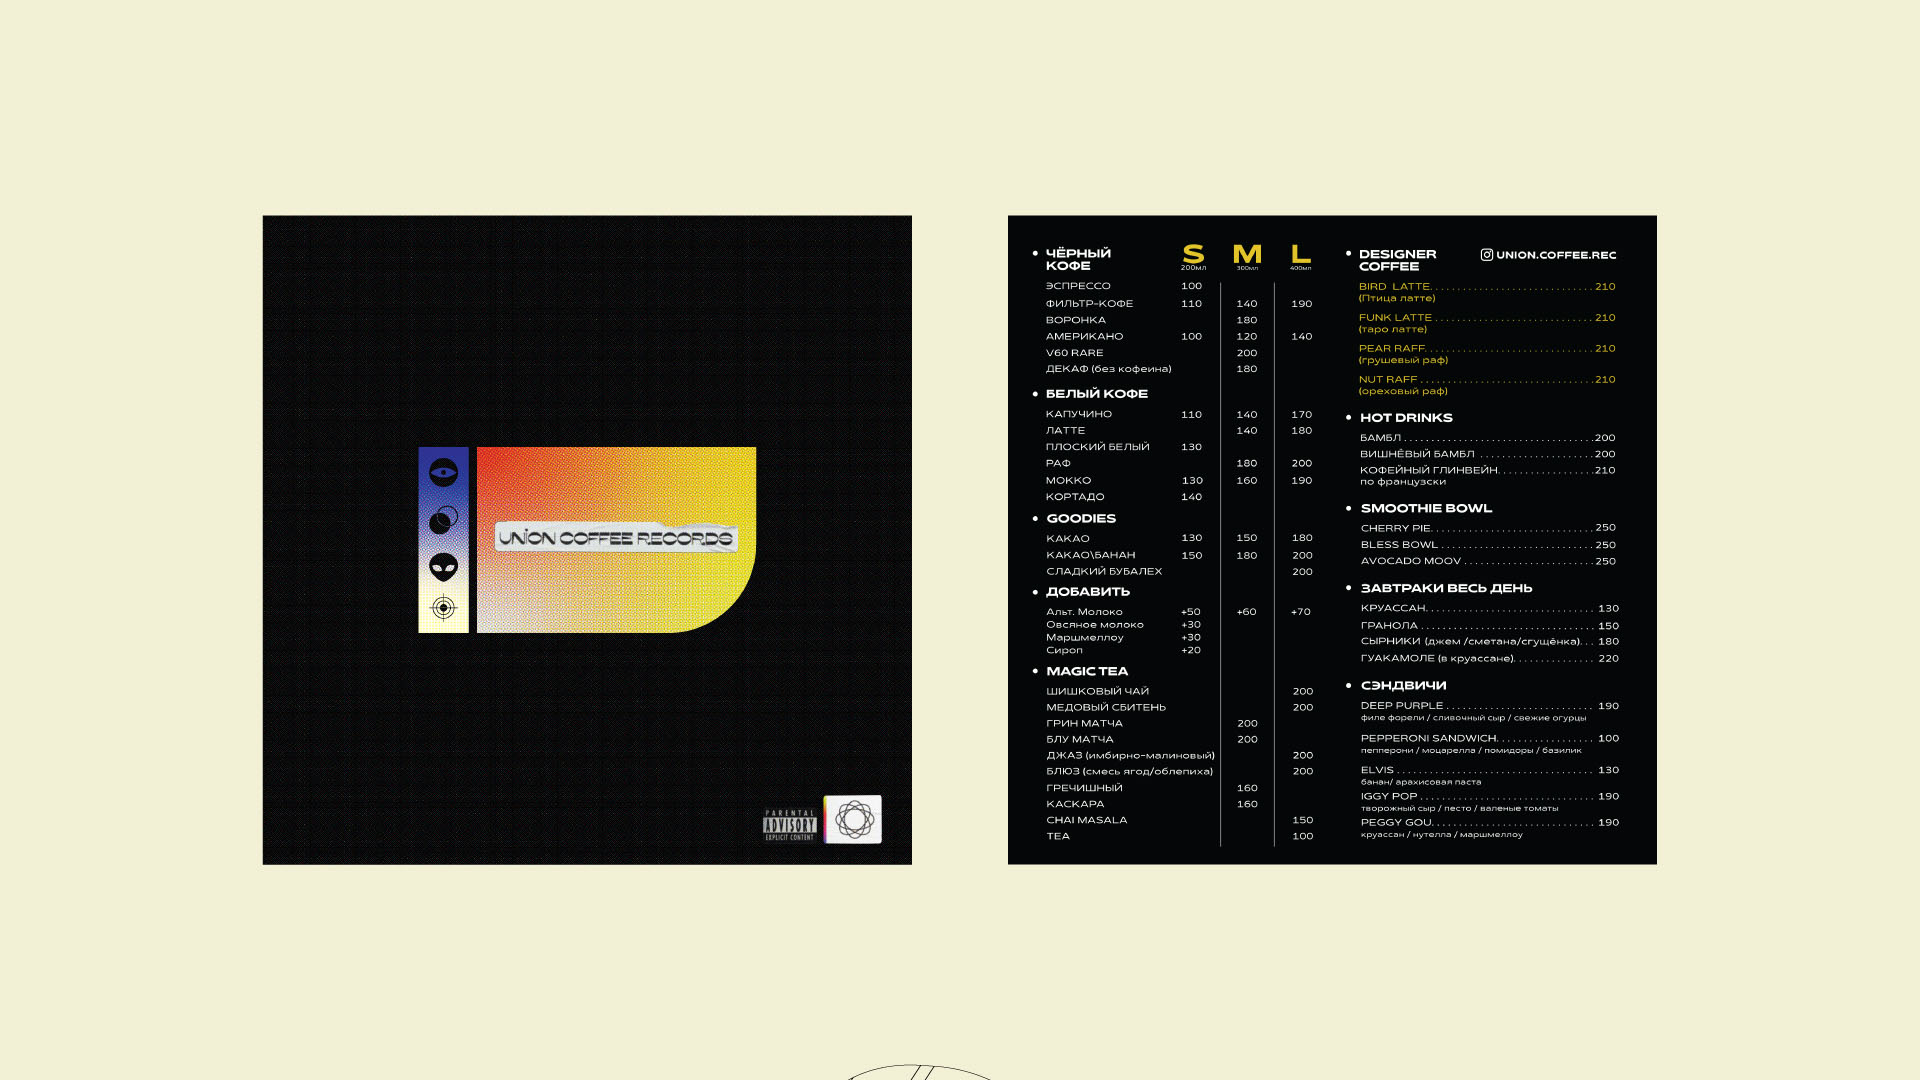 UNION COFFEE RECORDS
PARENTAL
ADVISORY
EXPLICIT CONTENT
ЧЁРНЫЙ
КОФЕ
S M L
200мл 300мл 400мл
ЭСПРЕССО 100
ФИЛЬТР-КОФЕ 110 140 190
ВОРОНКА 180
АМЕРИКАНО 100 120 140
V60 RARE 200
ДЕКАФ (без кофеина) 180
• БЕЛЫЙ КОФЕ
КАПУЧИНО 110 140 170
ЛАТТЕ 140 180
ПЛОСКИЙ БЕЛЫЙ 130
РАФ 180 200
МОККО 130 160 190
КОРТАДО 140
• GOODIES
КАКАО 130 150 180
КАКАО\БАНАН 150 180 200
СЛАДКИЙ БУБАЛЕХ 200
• ДОБАВИТЬ
Альт. Молоко +50 +60 +70
Овсяное молоко +30
Маршмеллоу +30
Сироп +20
• MAGIC TEA
ШИШКОВЫЙ ЧАЙ 200
МЕДОВЫЙ СБИТЕНЬ 200
ГРИН МАТЧА 200
БЛУ МАТЧА 200
ДЖАЗ (имбирно-малиновый) 200
БЛЮЗ (смесь ягод/облепиха) 200
ГРЕЧИШНЫЙ 160
КАСКАРА 160
CHAI MASALA 150
TEA 100
• DESIGNER
COFFEE
UNION.COFFEE.REC
BIRD LATTE. . . . . . . . . . . . . . . . . . . . . . . . . . . . 210
(Птица латте)
FUNK LATTE . . . . . . . . . . . . . . . . . . . . . . . . . . . . 210
(таро латте)
PEAR RAFF. . . . . . . . . . . . . . . . . . . . . . . . . . . . . 210
(грушевый раф)
NUT RAFF . . . . . . . . . . . . . . . . . . . . . . . . . . . . . . 210
(ореховый раф)
• HOT DRINKS
БАМБЛ . . . . . . . . . . . . . . . . . . . . . . . . . . . . . . . . 200
ВИШНЁВЫЙ БАМБЛ . . . . . . . . . . . . . . . . . . . . 200
КОФЕЙНЫЙ ГЛИНВЕЙН. . . . . . . . . . . . . . . . . 210
по французски
• SMOOTHIE BOWL
CHERRY PIE. . . . . . . . . . . . . . . . . . . . . . . . . . . . 250
BLESS BOWL . . . . . . . . . . . . . . . . . . . . . . . . . . . 250
AVOCADO MOOV . . . . . . . . . . . . . . . . . . . . . . . 250
• ЗАВТРАКИ ВЕСЬ ДЕНЬ
КРУАССАН. . . . . . . . . . . . . . . . . . . . . . . . . . . . . 130
ГРАНОЛА . . . . . . . . . . . . . . . . . . . . . . . . . . . . . . 150
СЫРНИКИ (джем /сметана/сгущёнка). . . 180
ГУАКАМОЛЕ (в круассане). . . . . . . . . . . . . . 220
• СЭНДВИЧИ
DEEP PURPLE . . . . . . . . . . . . . . . . . . . . . . . . . . 190
филе форели / сливочный сыр / свежие огурцы
PEPPERONI SANDWICH. . . . . . . . . . . . . . . . . 100
пепперони / моцарелла / помидоры / базилик
ELVIS . . . . . . . . . . . . . . . . . . . . . . . . . . . . . . . . . . 130
банан/ арахисовая паста
IGGY POP . . . . . . . . . . . . . . . . . . . . . . . . . . . . . . 190
творожный сыр / песто / валеные томаты
PEGGY GOU. . . . . . . . . . . . . . . . . . . . . . . . . . . . 190
круассан / нутелла / маршмеллоу